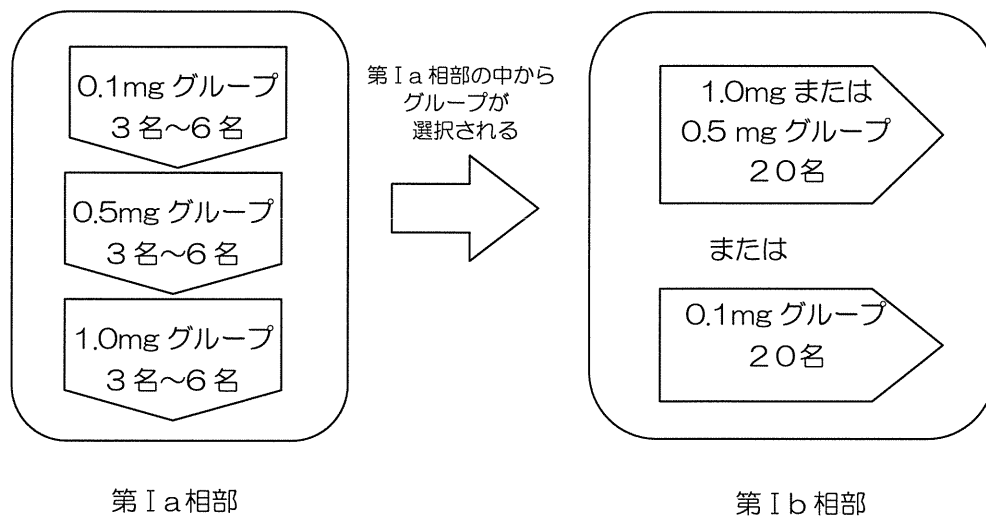 0.1mg グループ
3 名～6 名
0.5mg グループ
3 名～6 名
1.0mg グループ
3 名～6 名
第Ⅰa 相部
第Ⅰa 相部の中から
グループが
選択される
1.0mg または
0.5 mg グループ
20名
または
0.1mg グループ
20名
第Ⅰb 相部